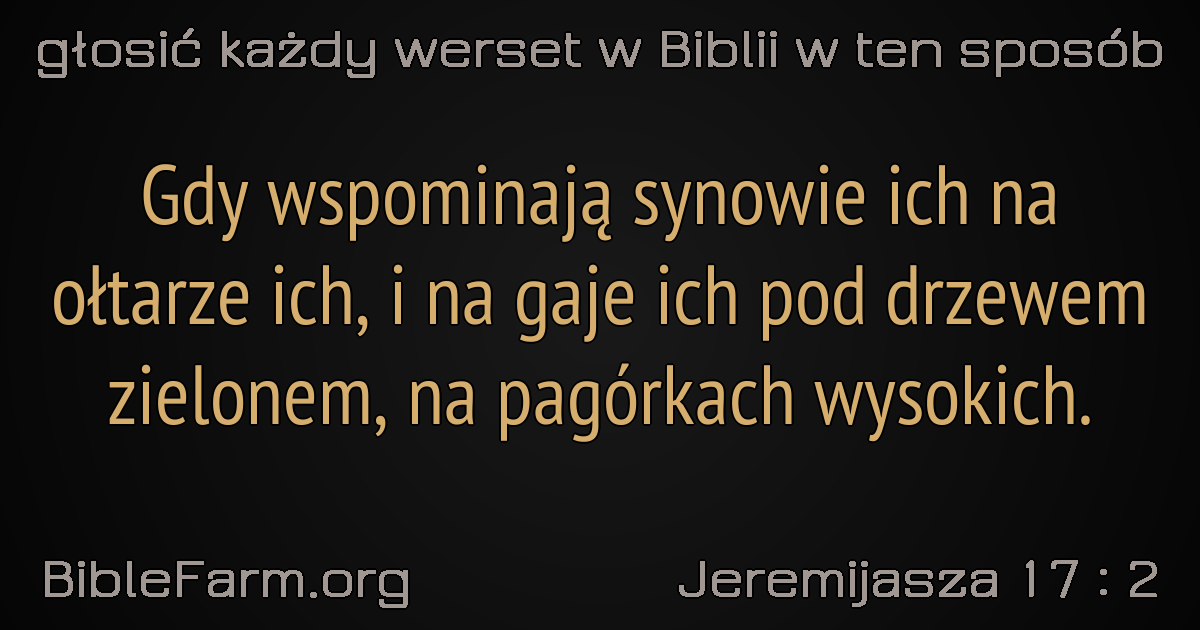 głosić każdy werset w Biblii w ten sposób
Gdy wspominają synowie ich na
ołtarze ich, i na gaje ich pod drzewem
zielonem, na pagórkach wysokich.
BibleFarm.org
Jeremijasza 17 : 2